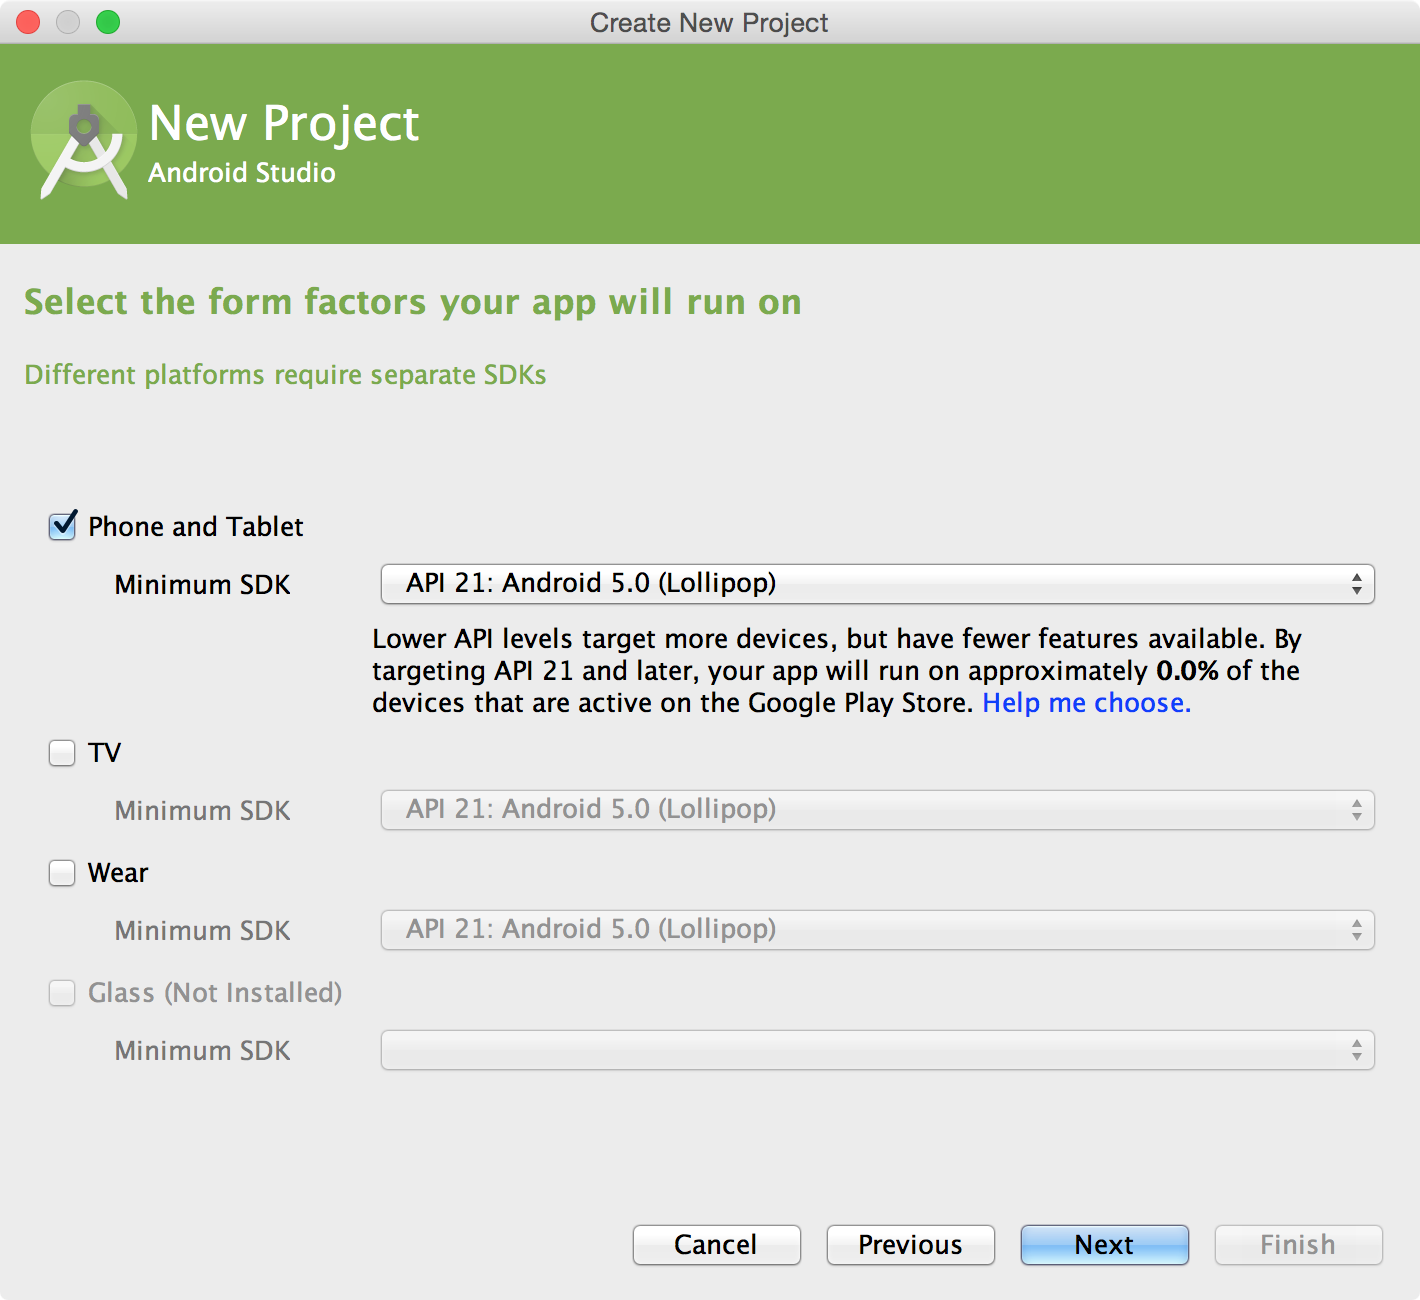 Create New Project
New Project
Android Studio
Select the form factors your app will run on
Different platforms require separate SDKs
Phone and Tablet
Minimum SDK
API 21: Android 5.0 (Lollipop)
Lower API levels target more devices, but have fewer features available. By
targeting API 21 and later, your app will run on approximately 0.0% of the
devices that are active on the Google Play Store. Help me choose.
TV
Minimum SDK
API 21: Android 5.0 (Lollipop)
Wear
Minimum SDK
API 21: Android 5.0 (Lollipop)
Glass (Not Installed)
Minimum SDK
Cancel
Previous
Next
Finish